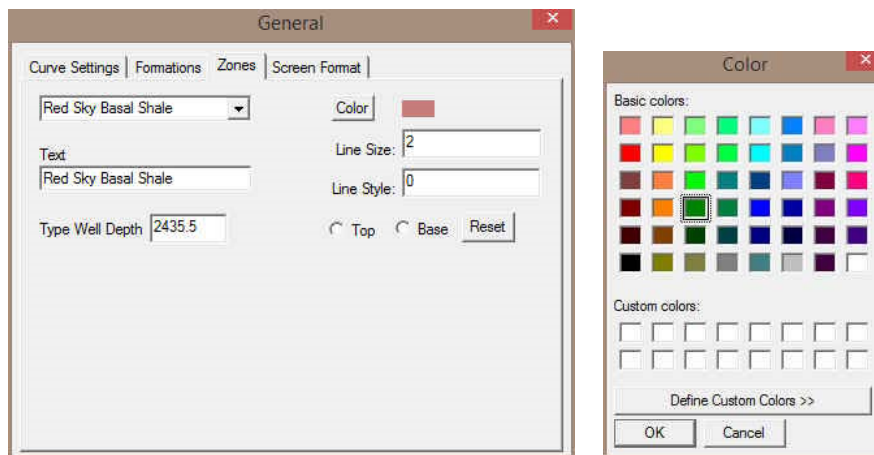 General
Curve Settings
Formations
Zones
Screen Format
Red Sky Basal Shale
Color
Text
Line Size: 2
Red Sky Basal Shale
Line Style: 0
Type Well Depth 2435.5
Top
Base
Reset
Color
Basic colors:
Custom colors:
Define Custom Colors >>
OK
Cancel